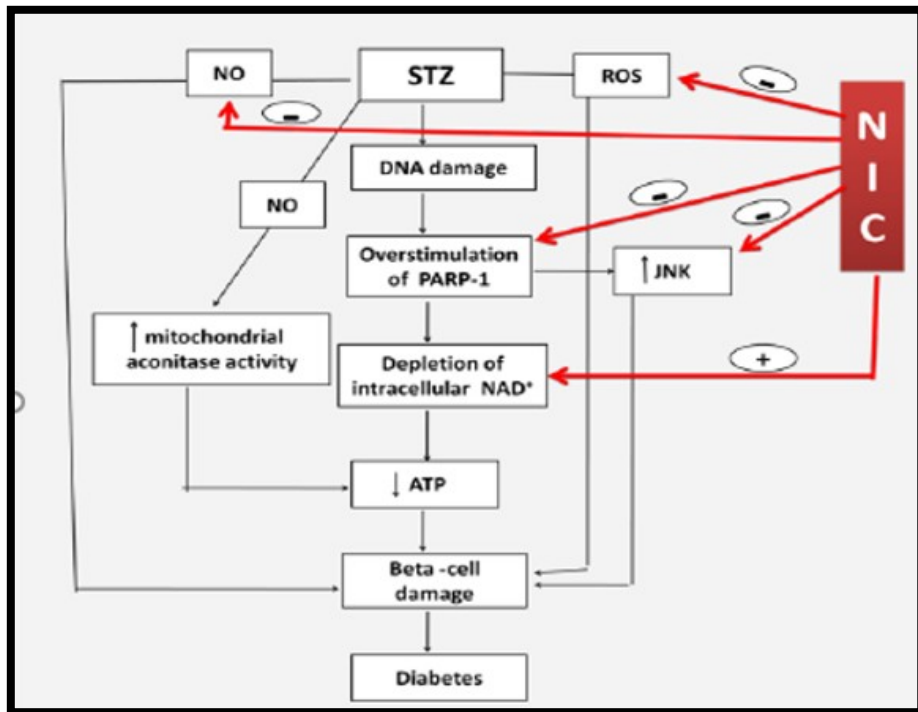 NO
STZ
ROS
-
N
I
C
-
DNA damage
NO
-
-
Overstimulation
of PARP-1
↑ JNK
↑ mitochondrial
aconitase activity
Depletion of
intracellular NAD⁺
+
↓ ATP
Beta -cell
damage
Diabetes